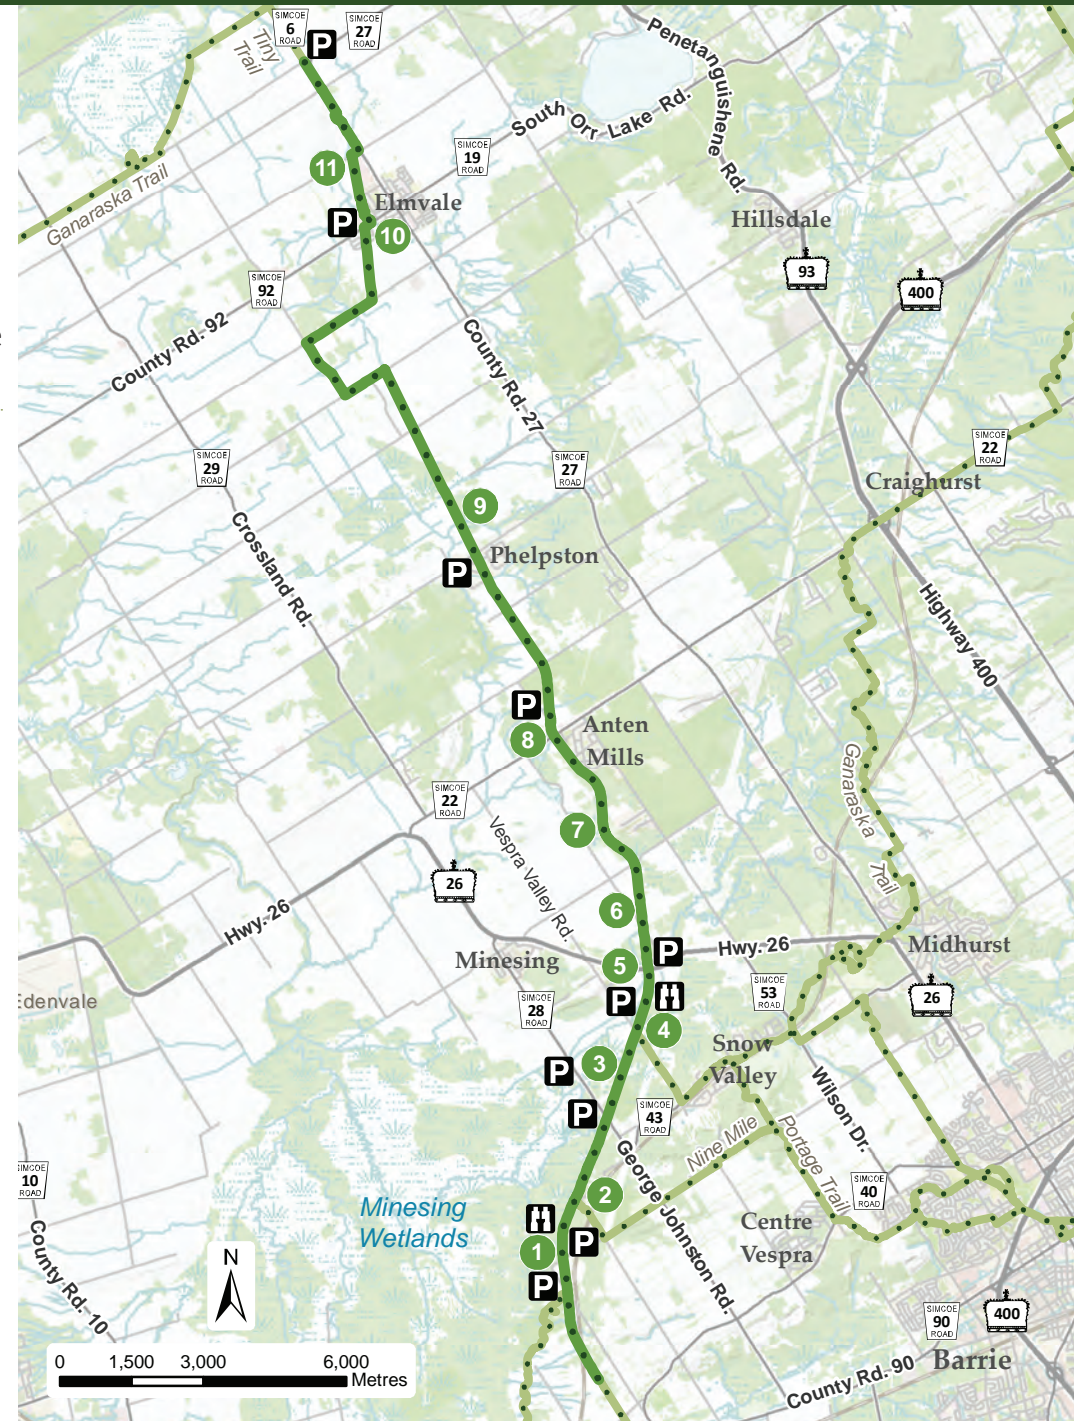 SIMCOE
6
ROAD
P
SIMCOE
27
ROAD
Tiny
Trail
Penetanguishene Rd.
South Orr Lake Rd.
SIMCOE
19
ROAD
11
Ganaraska Trail
Elmvale
P
10
Hillsdale
93
400
SIMCOE
92
ROAD
County Rd. 92
County Rd. 27
SIMCOE
29
ROAD
SIMCOE
27
ROAD
SIMCOE
22
ROAD
Craighurst
9
Crossland Rd.
Phelpston
P
Highway 400
P
8
Anten
Mills
Ganaraska
Trail
SIMCOE
22
ROAD
7
Vespra Valley Rd.
26
6
Hwy. 26
Minesing
5
P
Hwy. 26
Midhurst
Edenvale
SIMCOE
28
ROAD
P
4
SIMCOE
53
ROAD
26
Snow
Valley
3
P
P
SIMCOE
43
ROAD
Wilson Dr.
Nine Mile
Portage Trail
George Johnston Rd.
SIMCOE
10
ROAD
2
SIMCOE
40
ROAD
Minesing
Wetlands
Centre
Vespra
1
P
P
County Rd. 10
N
SIMCOE
90
ROAD
400
Barrie
County Rd. 90
0 1,500 3,000 6,000
Metres